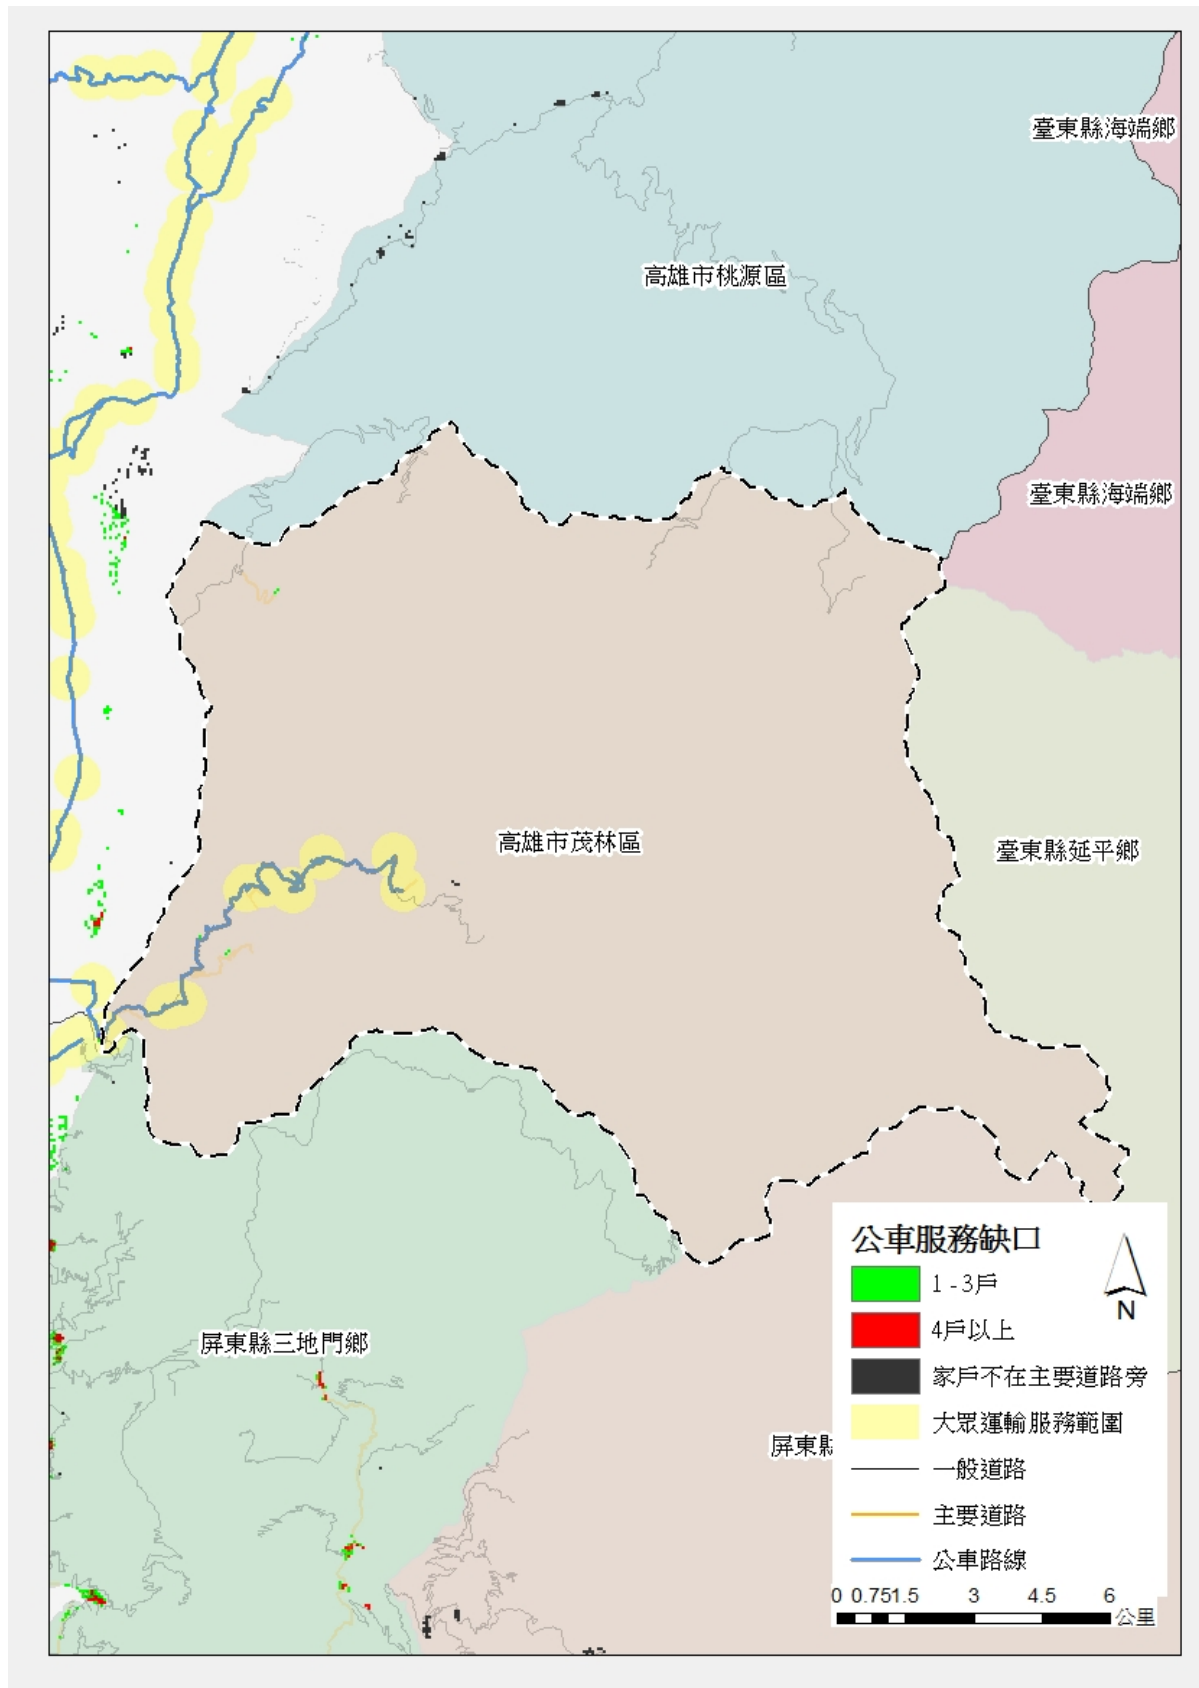 臺東縣海端鄉
高雄市桃源區
臺東縣海端鄉
高雄市茂林區
臺東縣延平鄉
屏東縣三地門鄉
屏東縣
公車服務缺口
N
1 - 3戶
4戶以上
家戶不在主要道路旁
大眾運輸服務範圍
一般道路
主要道路
公車路線
0 0.75 1.5 3 4.5 6
公里